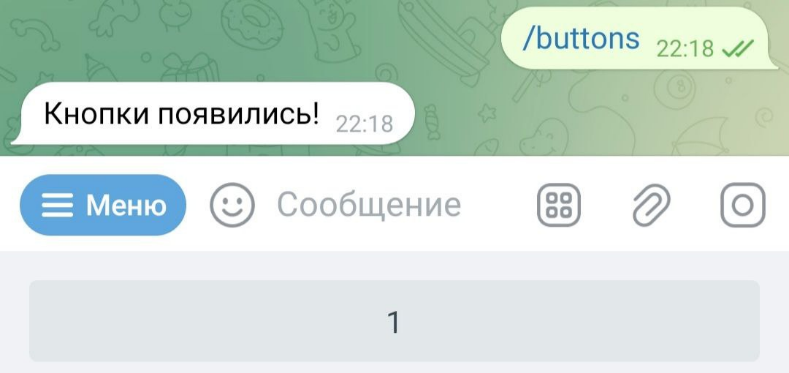 /buttons 22:18
Кнопки появились! 22:18
Меню Сообщение
1